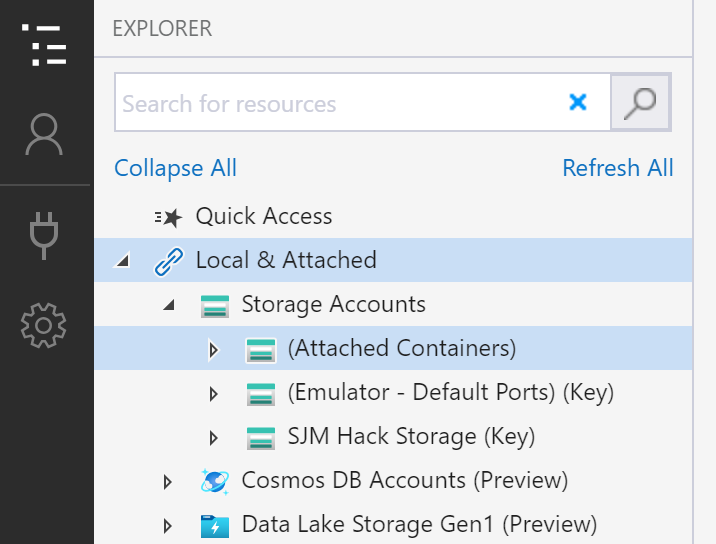 EXPLORER
Search for resources
Collapse All Refresh All
Quick Access
Local & Attached
Storage Accounts
(Attached Containers)
(Emulator - Default Ports) (Key)
SJM Hack Storage (Key)
Cosmos DB Accounts (Preview)
Data Lake Storage Gen1 (Preview)